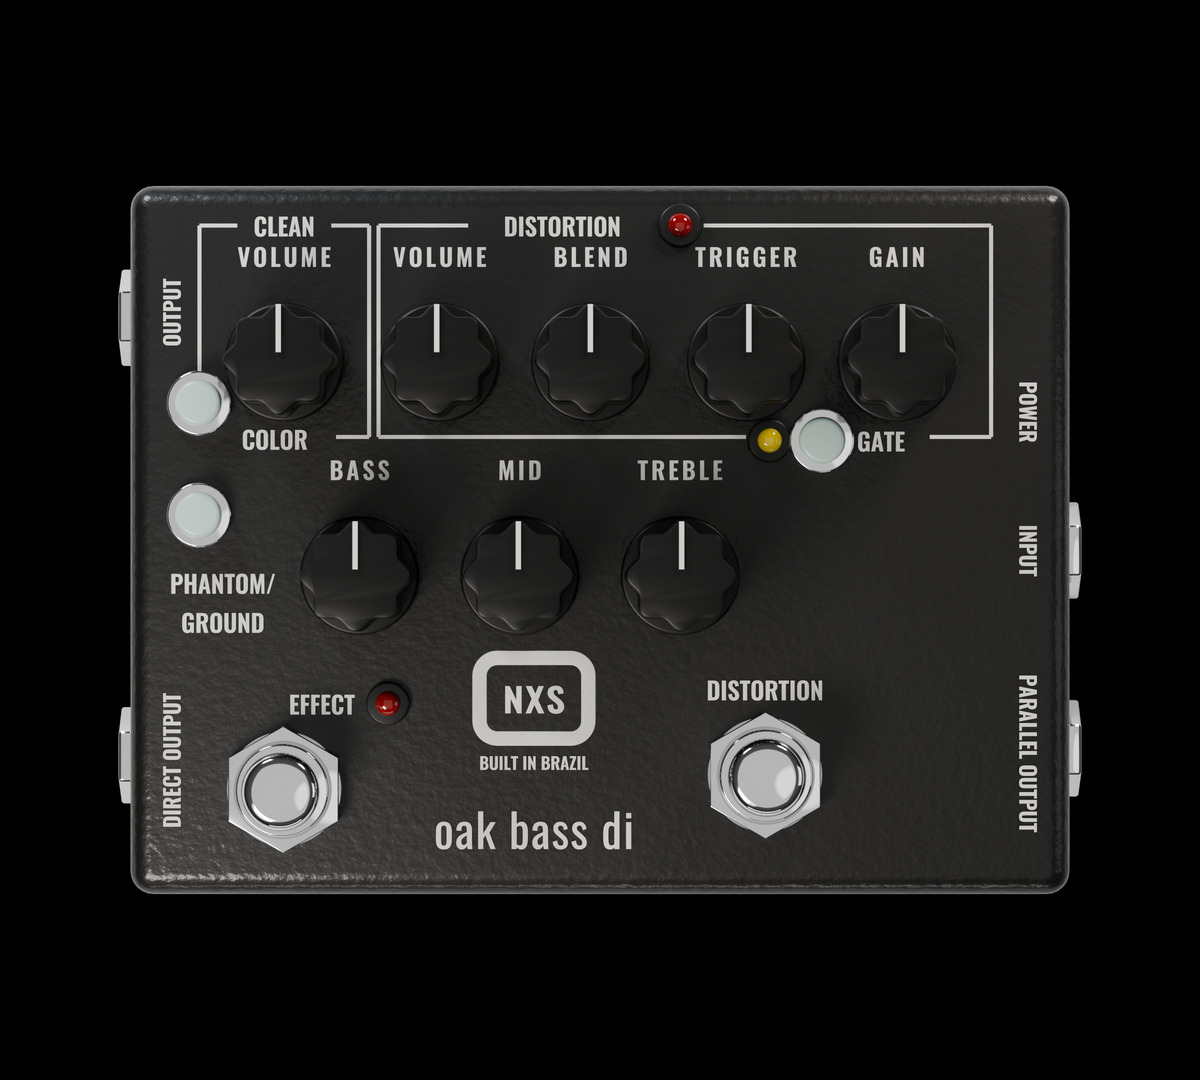 CLEAN
DISTORTION
VOLUME
VOLUME
BLEND
TRIGGER
GAIN
OUTPUT
COLOR
GATE
POWER
BASS
MID
TREBLE
INPUT
PHANTOM/
GROUND
EFFECT
NXS
DISTORTION
DIRECT OUTPUT
PARALLEL OUTPUT
BUILT IN BRAZIL
oak bass di